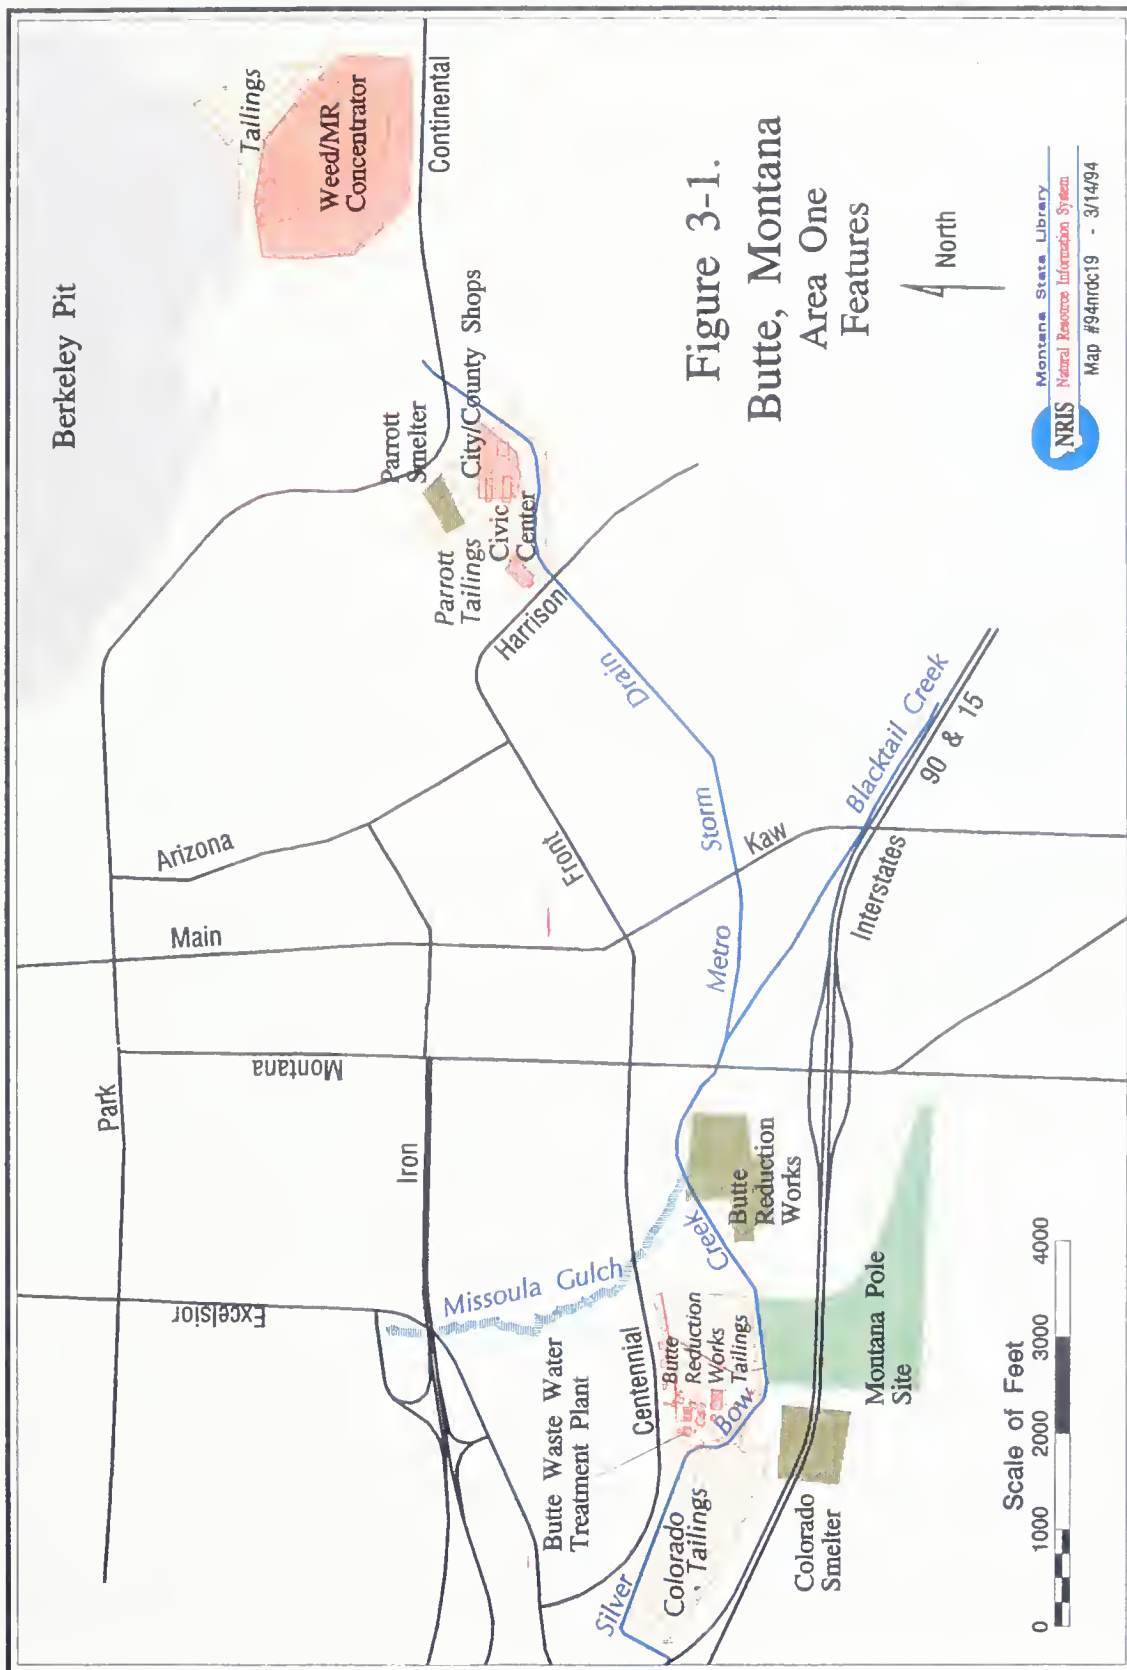 Berkeley Pit
Tailings
Weed/MR
Concentrator
Continental
Parrott
Smelter
City/County Shops
Parrott
Tailings
Civic
Center
Harrison
Park
Arizona
Main
Montana
Excelsior
Iron
Front
Kaw
Missoula Gulch
Centennial
Butte Waste Water
Treatment Plant
Butte
Reduction
Works
Tailings
Silver
Bow
Creek
Metro
Storm
Drain
Blacktail Creek
Interstates
90 & 15
Butte
Reduction
Works
Colorado
Tailings
Colorado
Smelter
Montana Pole
Site
Figure 3-1.
Butte, Montana
Area One
Features
North
Scale of Feet
0 1000 2000 3000 4000
NRIS
Montana State Library
Natural Resource Information System
Map #94nrdc19 - 3/14/94